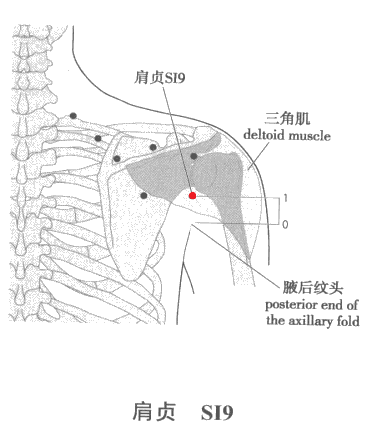 肩贞SI9
三角肌
deltoid muscle
1
0
腋后纹头
posterior end of
the axillary fold
肩贞 SI9